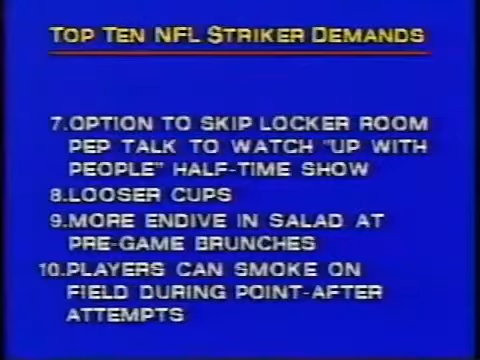 TOP TEN NFL STRIKER DEMANDS
7.OPTION TO SKIP LOCKER ROOM
PEP TALK TO WATCH "UP WITH
PEOPLE" HALF-TIME SHOW
8.LOOSER CUPS
9.MORE ENDIVE IN SALAD AT
PRE-GAME BRUNCHES
10.PLAYERS CAN SMOKE ON
FIELD DURING POINT-AFTER
ATTEMPTS